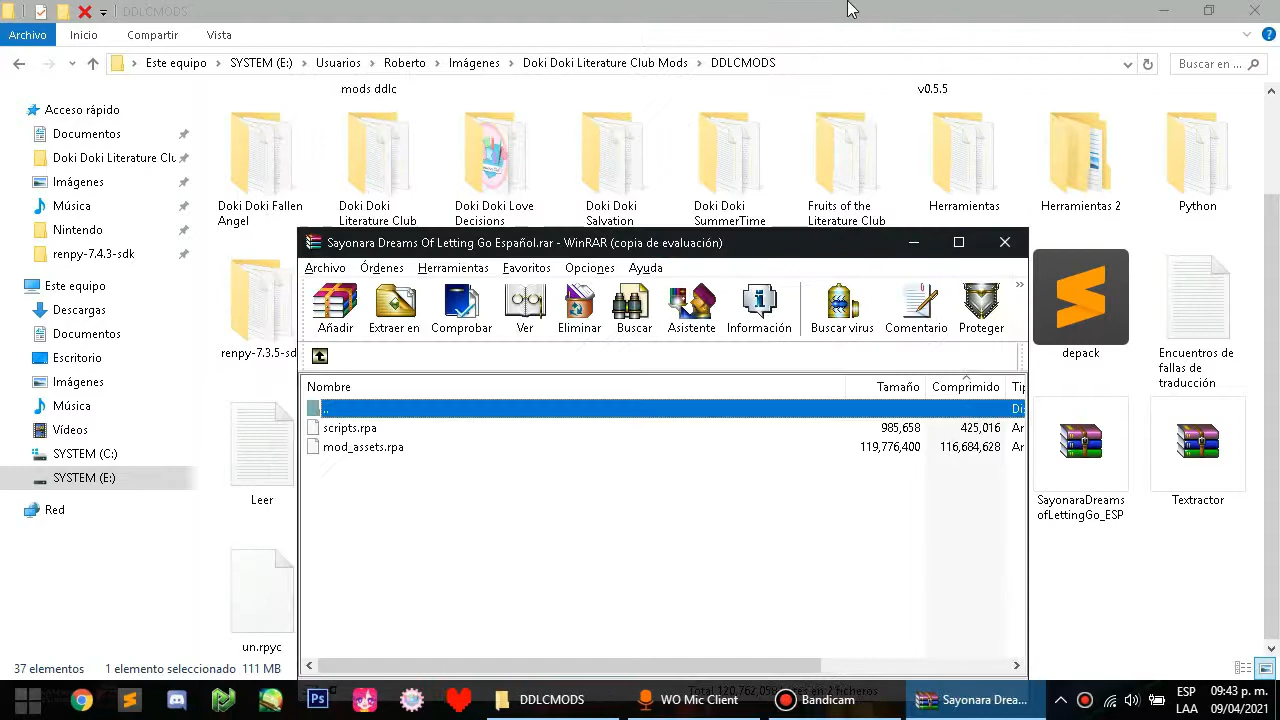 DDLCMODS
Archivo
Inicio
Compartir
Vista
Este equipo
SYSTEM (E:)
Usuarios
Roberto
Imágenes
Doki Doki Literature Club Mods
DDLCMODS
Buscar en ...
Acceso rápido
Documentos
Doki Doki Literature Clu
Imágenes
Música
Nintendo
renpy-7.4.3-sdk
Este equipo
Descargas
Documentos
Escritorio
Imágenes
Música
Vídeos
SYSTEM (C:)
SYSTEM (E:)
Red
mods ddlc
v0.5.5
Doki Doki Fallen
Angel
Doki Doki
Literature Club
Doki Doki Love
Decisions
Doki Doki
Salvation
Doki Doki
SummerTime
Fruits of the
Literature Club
Herramientas
Herramientas 2
Python
renpy-7.3.5-sd
Leer
un.rpyc
depack
Encuentros de
fallas de
traducción
SayonaraDreams
ofLettingGo_ESP
Textractor
Sayonara Dreams Of Letting Go Español.rar - WinRAR (copia de evaluación)
Archivo
Órdenes
Herramientas
Favoritos
Opciones
Ayuda
Añadir
Extraer en
Comprobar
Ver
Eliminar
Buscar
Asistente
Información
Buscar virus
Comentario
Proteger
Nombre
Tamaño
Comprimido
Tip
..
Di
scripts.rpa
985,658
425,016
Ar
mod_assets.rpa
119,776,400
116,684,628
Ar
37 elementos
1 elemento seleccionado 111 MB
DDLCMODS
WO Mic Client
Bandicam
Sayonara Drea...
ESP
LAA
09:43 p. m.
09/04/2021